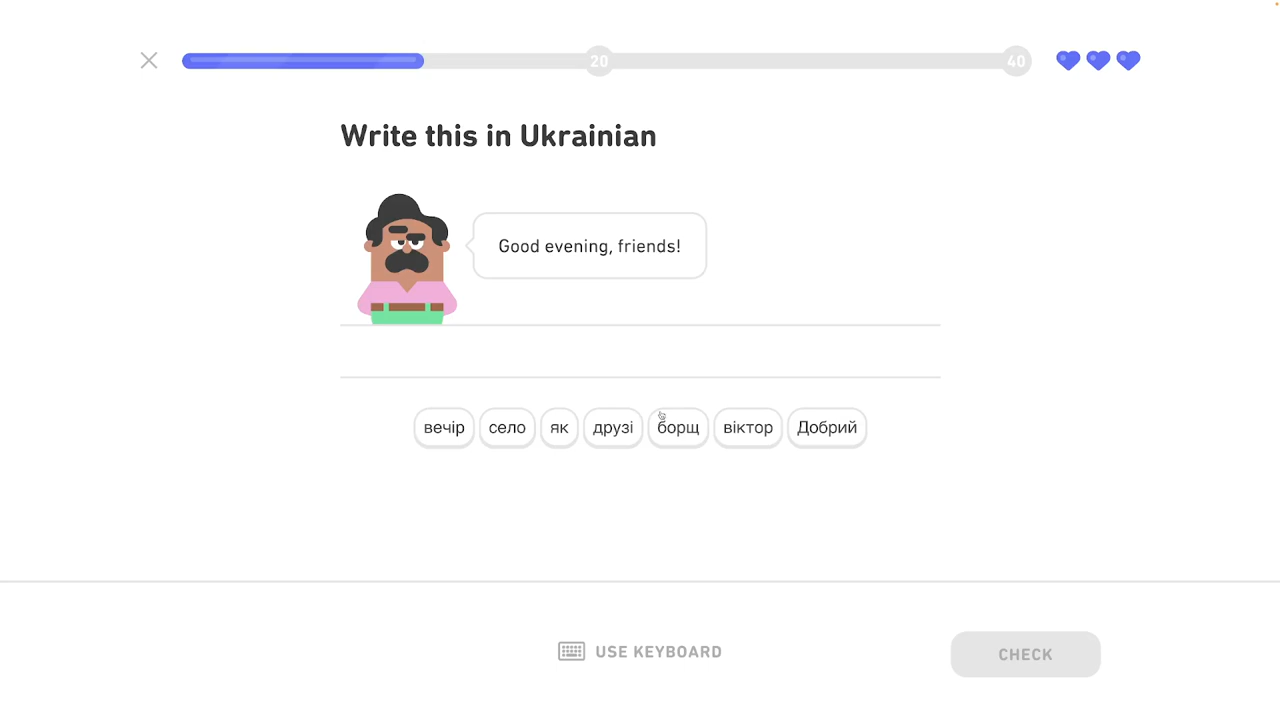 20
40
Write this in Ukrainian
Good evening, friends!
вечір село як друзі борщ віктор Добрий
USE KEYBOARD
CHECK